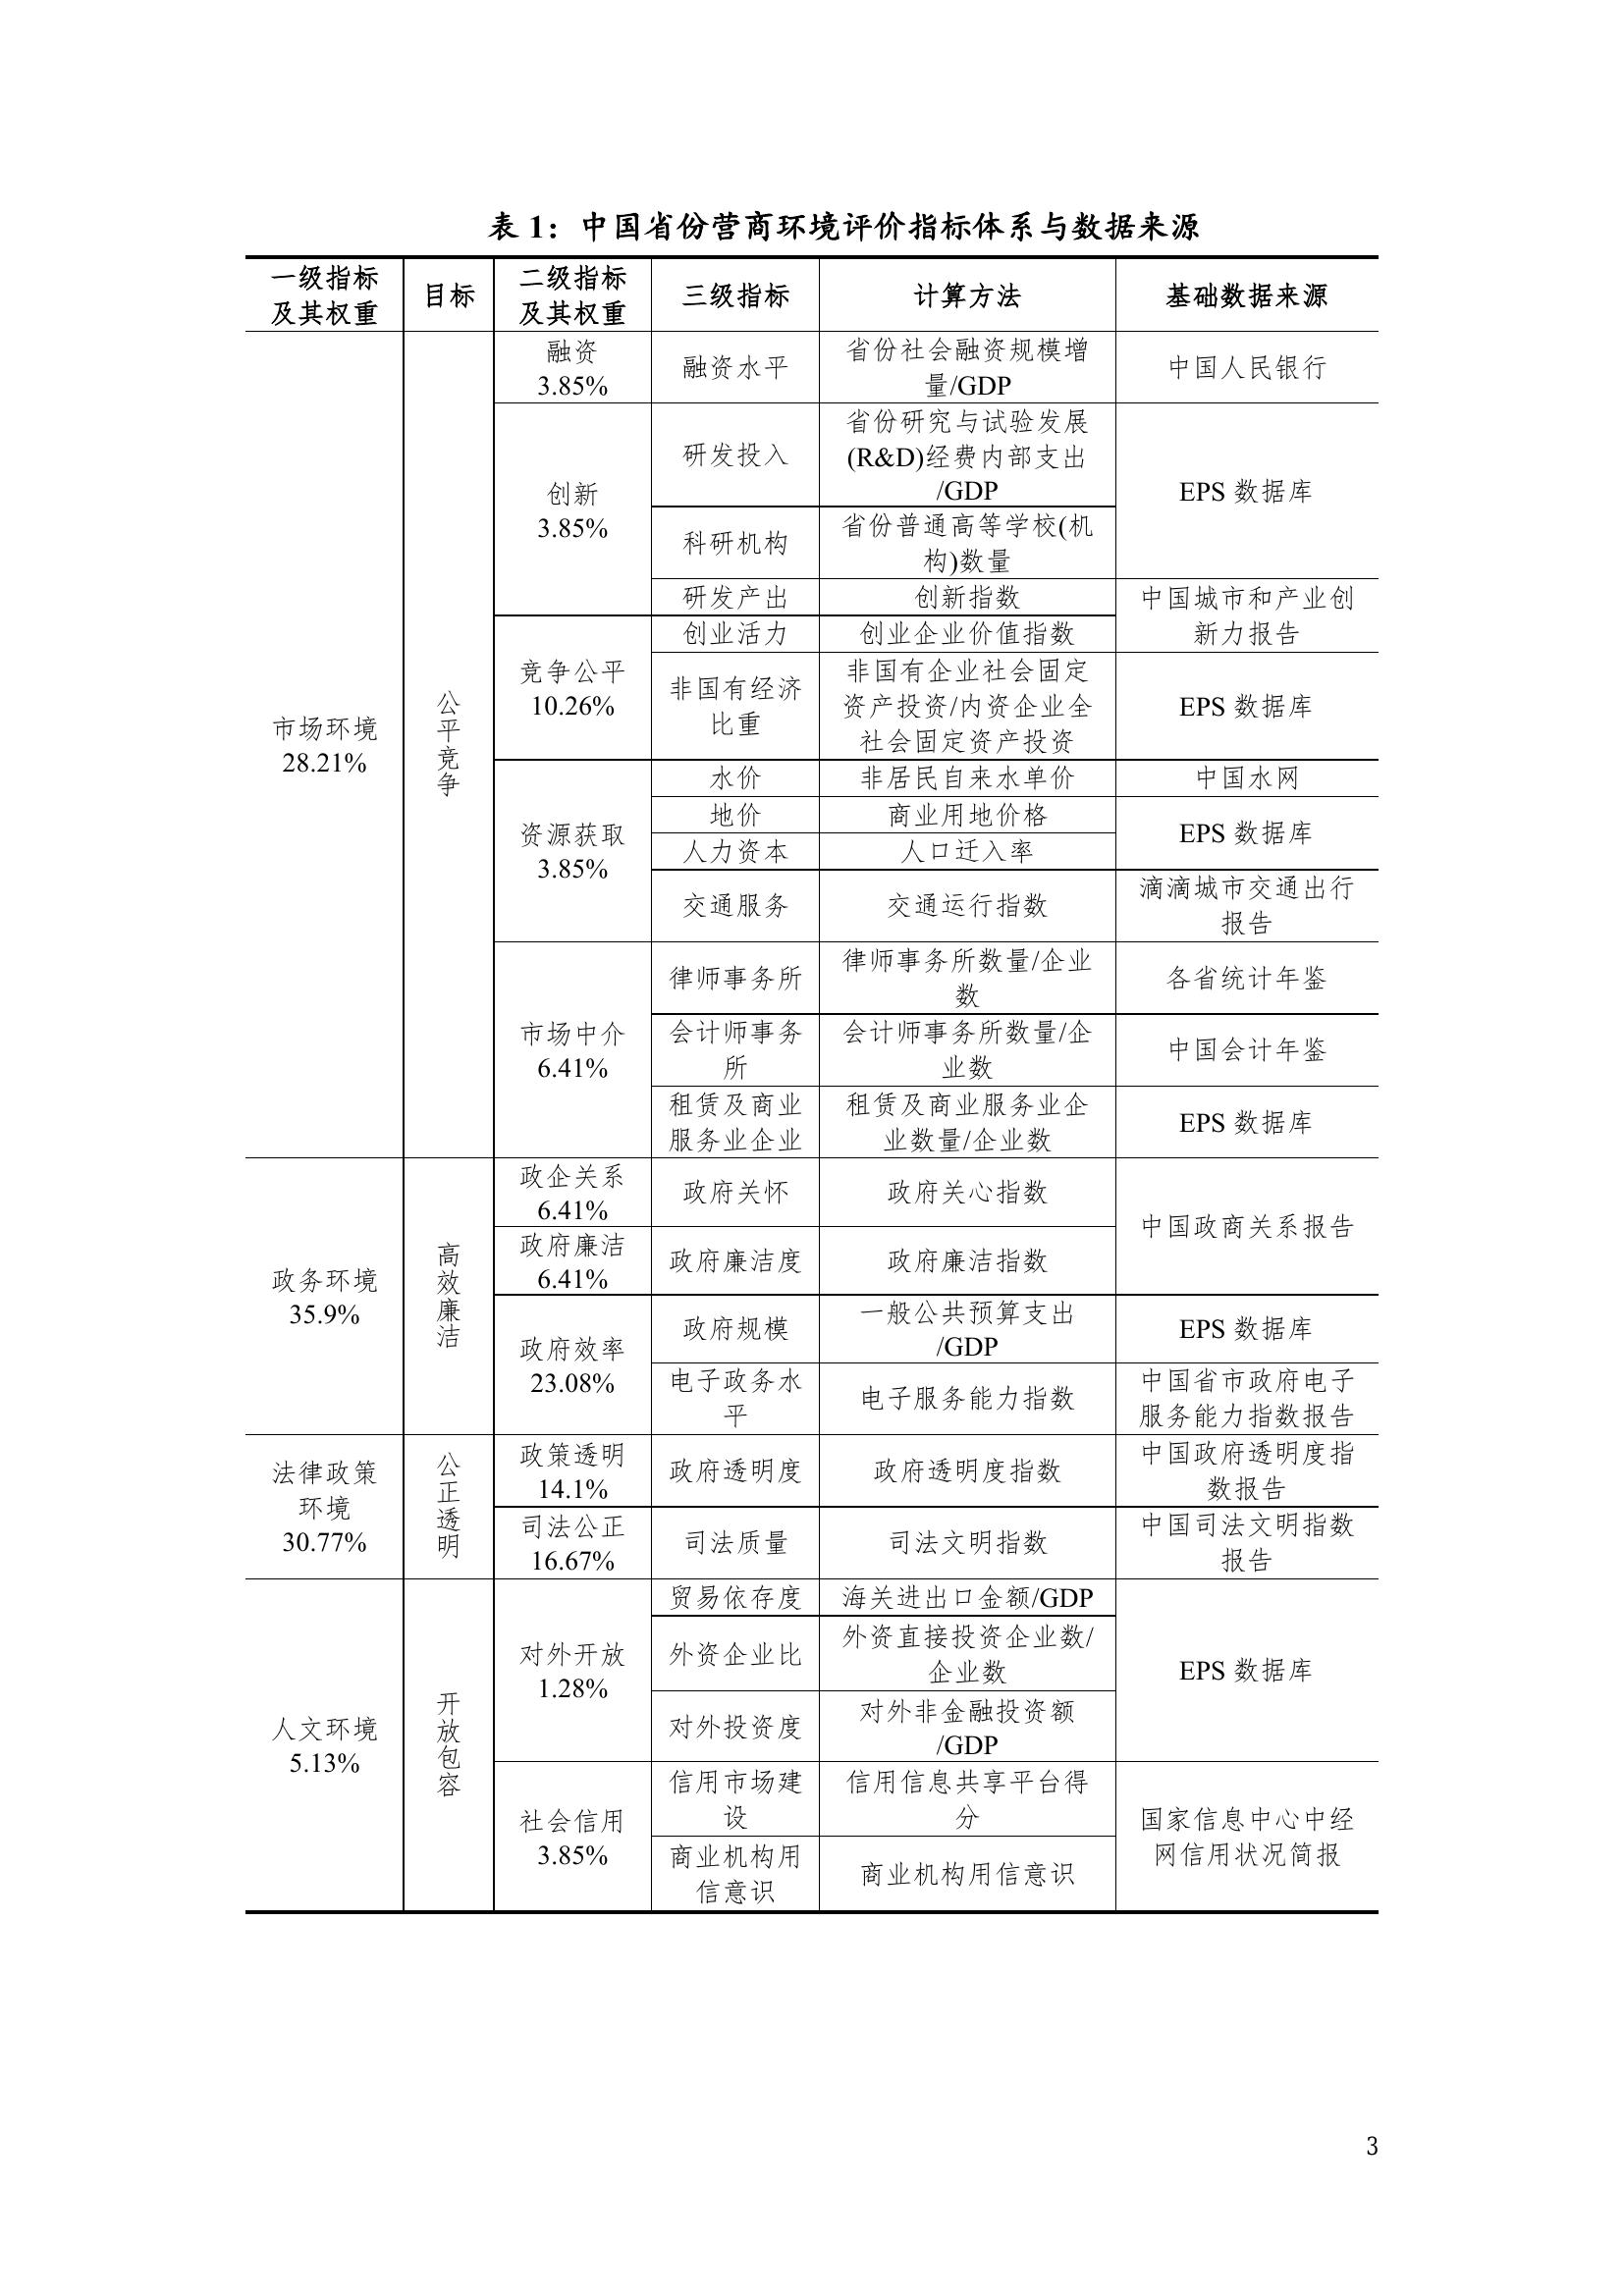 表 1：中国省份营商环境评价指标体系与数据来源
一级指标
及其权重
目标
二级指标
及其权重
三级指标
计算方法
基础数据来源
市场环境
28.21%
公
平
竞
争
融资
3.85%
融资水平
省份社会融资规模增
量/GDP
中国人民银行
创新
3.85%
研发投入
省份研究与试验发展
(R&D)经费内部支出
/GDP
EPS 数据库
科研机构
省份普通高等学校(机
构)数量
研发产出
创新指数
中国城市和产业创
新力报告
竞争公平
10.26%
创业活力
创业企业价值指数
非国有经济
比重
非国有企业社会固定
资产投资/内资企业全
社会固定资产投资
EPS 数据库
资源获取
3.85%
水价
非居民自来水单价
中国水网
地价
商业用地价格
EPS 数据库
人力资本
人口迁入率
交通服务
交通运行指数
滴滴城市交通出行
报告
市场中介
6.41%
律师事务所
律师事务所数量/企业
数
各省统计年鉴
会计师事务
所
会计师事务所数量/企
业数
中国会计年鉴
租赁及商业
服务业企业
租赁及商业服务业企
业数量/企业数
EPS 数据库
政务环境
35.9%
高
效
廉
洁
政企关系
6.41%
政府关怀
政府关心指数
中国政商关系报告
政府廉洁
6.41%
政府廉洁度
政府廉洁指数
政府效率
23.08%
政府规模
一般公共预算支出
/GDP
EPS 数据库
电子政务水
平
电子服务能力指数
中国省市政府电子
服务能力指数报告
法律政策
环境
30.77%
公
正
透
明
政策透明
14.1%
政府透明度
政府透明度指数
中国政府透明度指
数报告
司法公正
16.67%
司法质量
司法文明指数
中国司法文明指数
报告
人文环境
5.13%
开
放
包
容
对外开放
1.28%
贸易依存度
海关进出口金额/GDP
EPS 数据库
外资企业比
外资直接投资企业数/
企业数
对外投资度
对外非金融投资额
/GDP
社会信用
3.85%
信用市场建
设
信用信息共享平台得
分
国家信息中心中经
网信用状况简报
商业机构用
信意识
商业机构用信意识
3